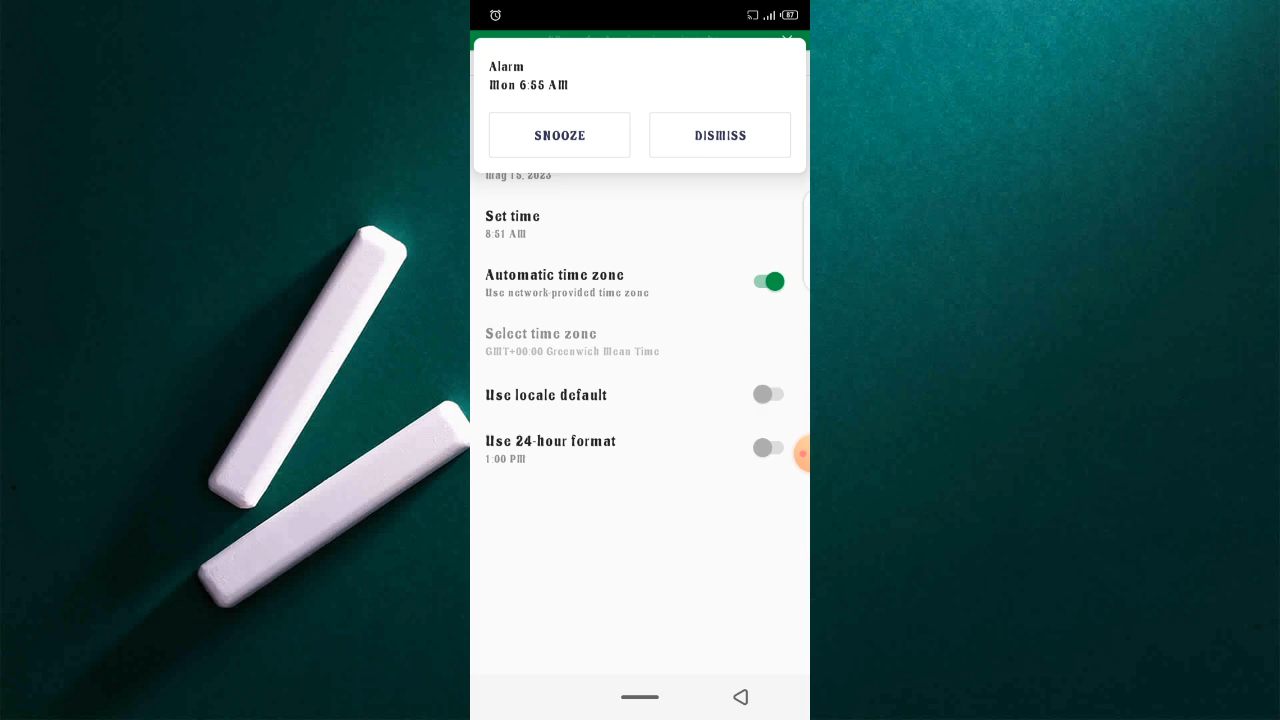 87
Alarm
Mon 6:55 AM
SNOOZE
DISMISS
May 15, 2023
Set time
8:51 AM
Automatic time zone
Use network-provided time zone
Select time zone
GMT+00:00 Greenwich Mean Time
Use locale default
Use 24-hour format
1:00 PM